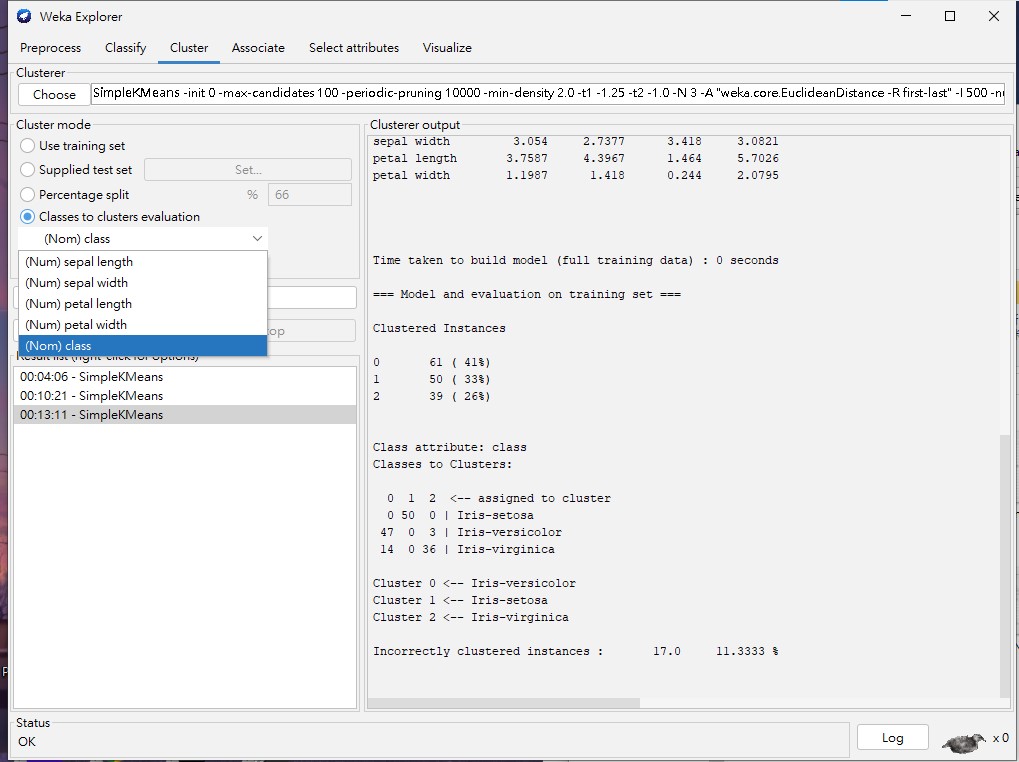 Weka Explorer
Preprocess Classify Cluster Associate Select attributes Visualize
Clusterer
Choose SimpleKMeans -init 0 -max-candidates 100 -periodic-pruning 10000 -min-density 2.0 -t1 -1.25 -t2 -1.0 -N 3 -A "weka.core.EuclideanDistance -R first-last" -I 500
Cluster mode
Use training set
Supplied test set Set...
Percentage split % 66
Classes to clusters evaluation
(Nom) class
(Num) sepal length
(Num) sepal width
(Num) petal length
(Num) petal width
(Nom) class
Result list (right-click for options)
00:04:06 - SimpleKMeans
00:10:21 - SimpleKMeans
00:13:11 - SimpleKMeans
Clusterer output
sepal width 3.054 2.7377 3.418 3.0821
petal length 3.7587 4.3967 1.464 5.7026
petal width 1.1987 1.418 0.244 2.0795
Time taken to build model (full training data) : 0 seconds
=== Model and evaluation on training set ===
Clustered Instances
0 61 ( 41%)
1 50 ( 33%)
2 39 ( 26%)
Class attribute: class
Classes to Clusters:
0 1 2 <-- assigned to cluster
0 50 0 | Iris-setosa
47 0 3 | Iris-versicolor
14 0 36 | Iris-virginica
Cluster 0 <-- Iris-versicolor
Cluster 1 <-- Iris-setosa
Cluster 2 <-- Iris-virginica
Incorrectly clustered instances : 17.0 11.3333 %
Status
OK
Log x 0